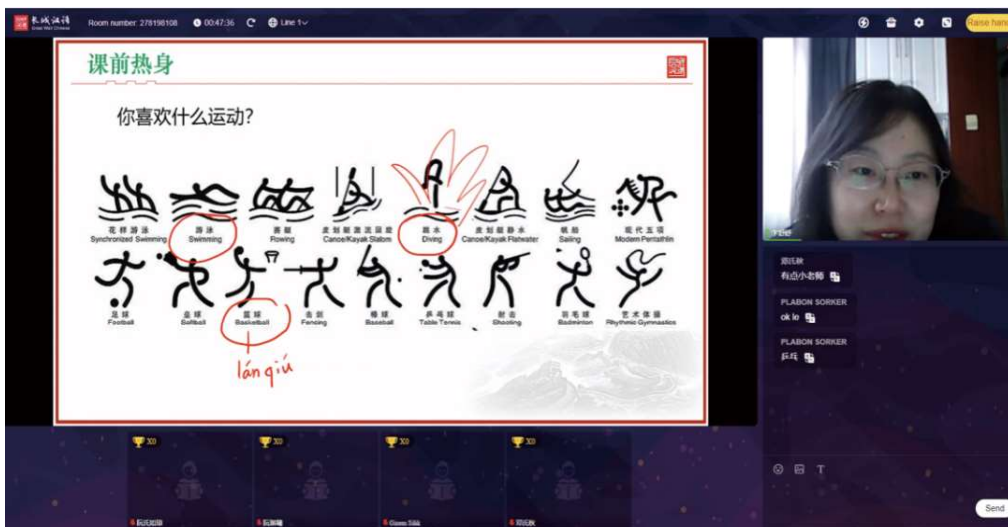 长城汉语
Great Wall Chinese
Room number: 278198108
00:47:36
Line 1
Raise hand
课前热身
你喜欢什么运动?
花样游泳 游泳 赛艇 皮划艇激流回旋 跳水 皮划艇静水 帆船 现代五项
Synchronized Swimming Swimming Rowing Canoe/Kayak Slalom Diving Canoe/Kayak Flatwater Sailing Modern Pentathlin
足球 垒球 篮球 击剑 棒球 乒乓球 射击 羽毛球 艺术体操
Football Softball Basketball Fencing Baseball Table Tennis Shooting Badminton Rhythmic Gymnastics
lán qiú
有点小老师
PLABON SORKER
ok le
PLABON SORKER
乒乓
X0 X0 X0 X0
Send